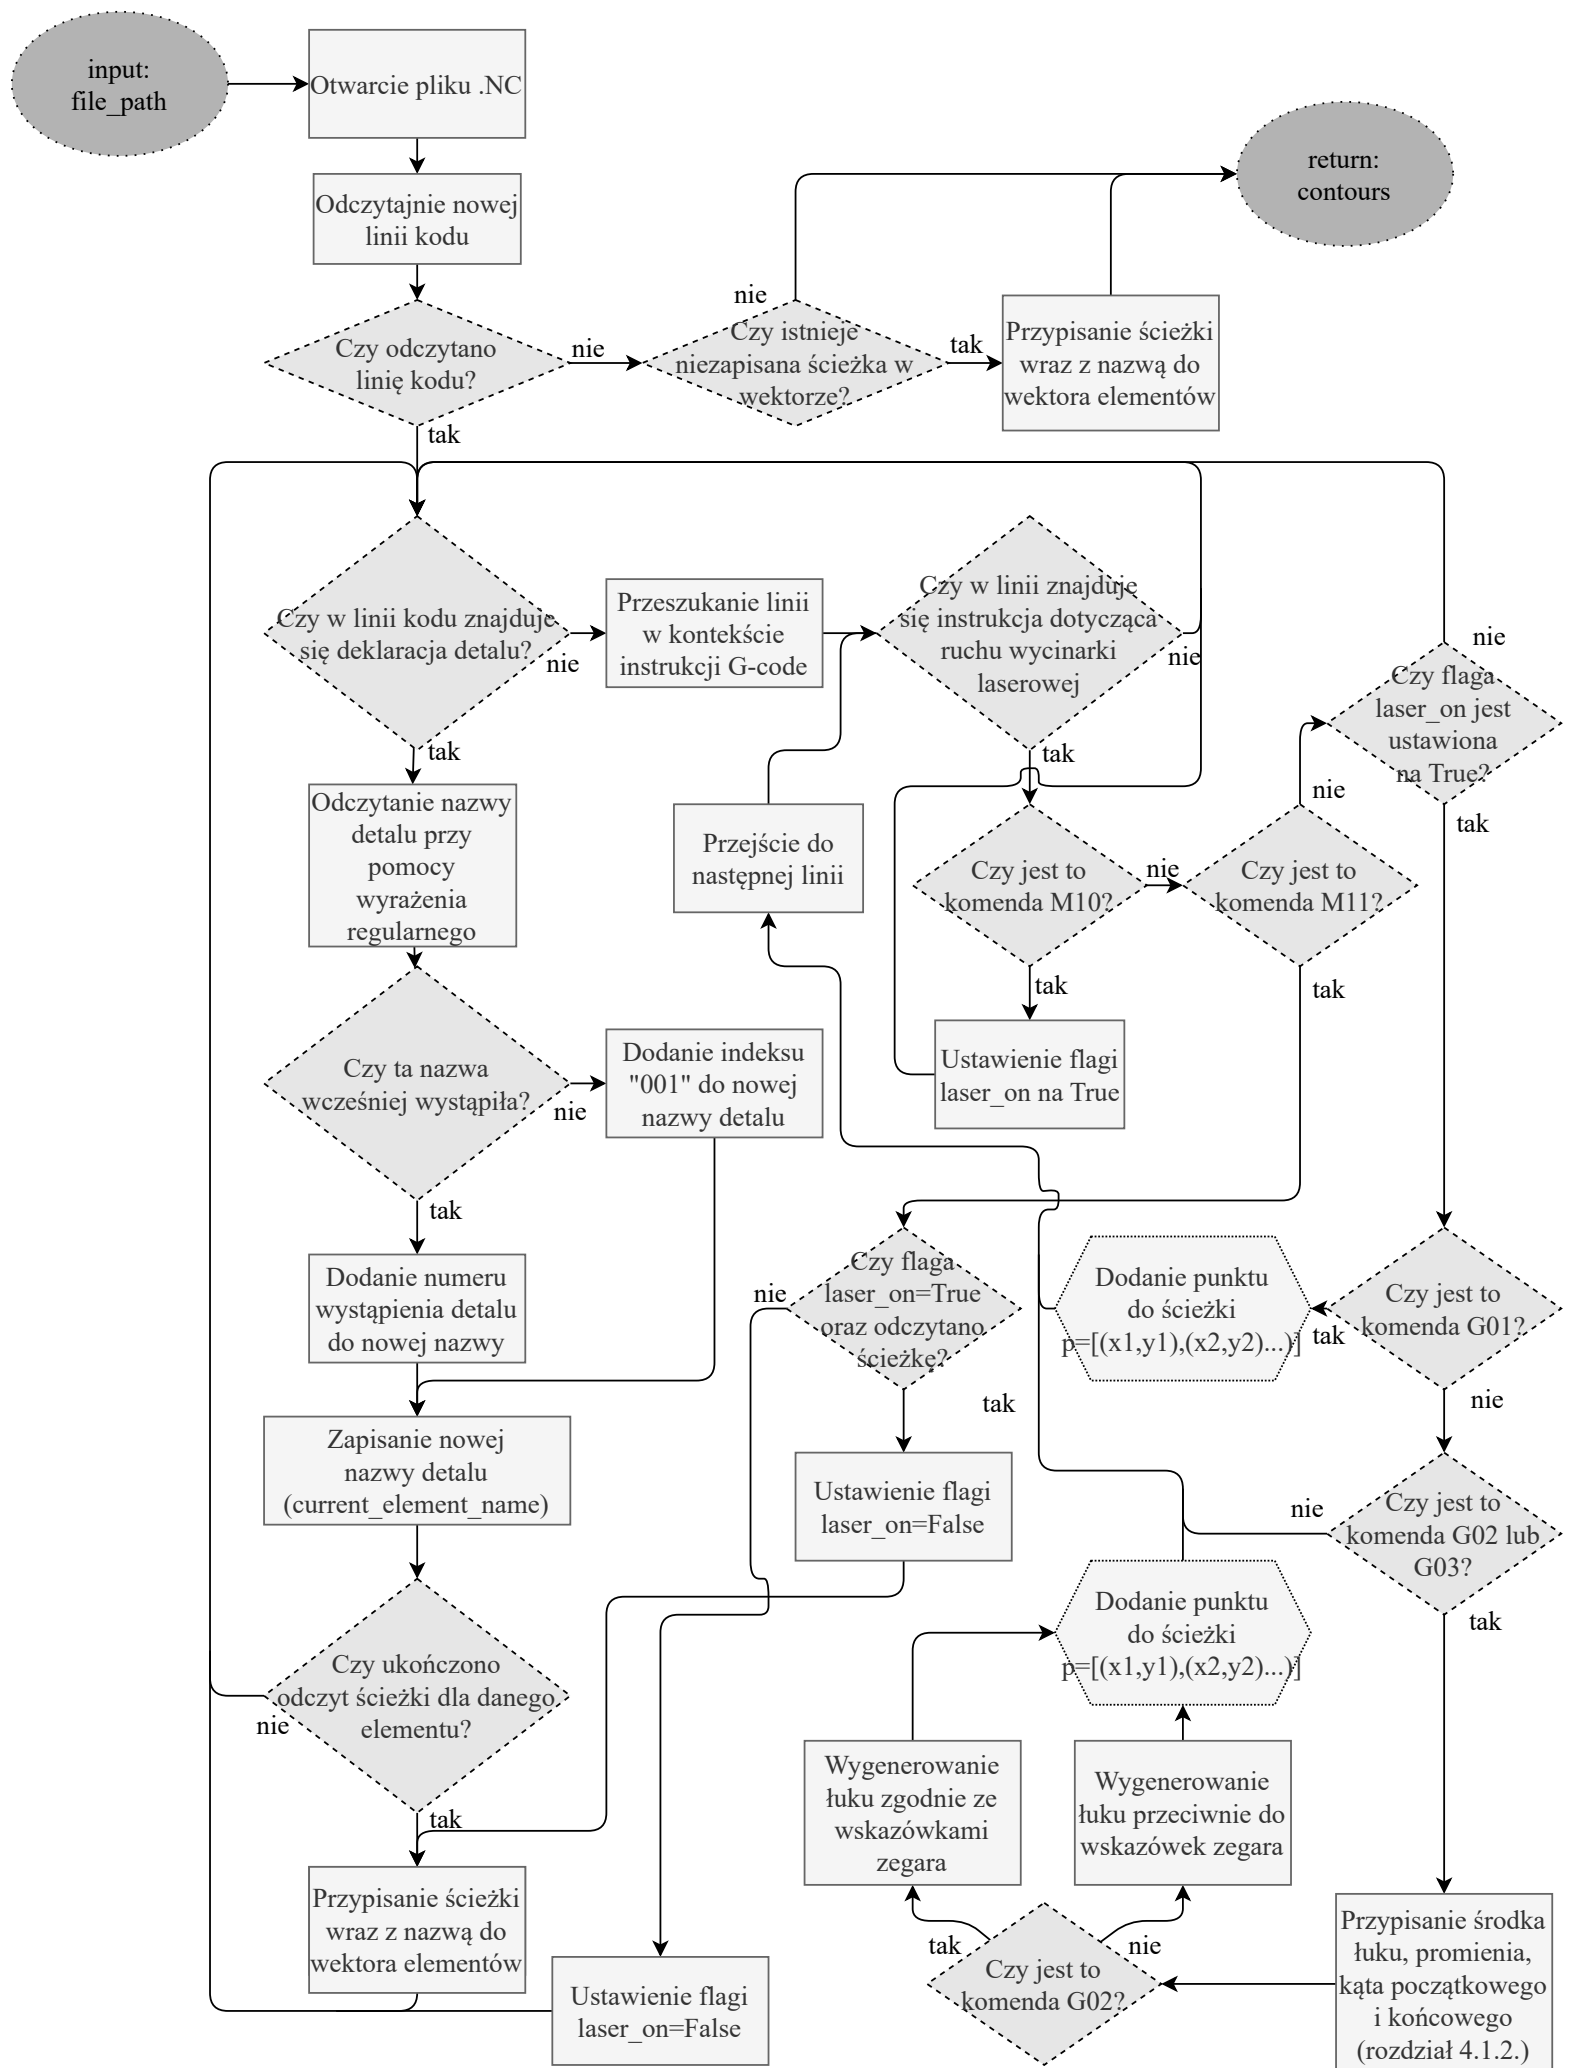 input:
file_path
Otwarcie pliku .NC
return:
contours
Odczytajnie nowej
linii kodu
Czy odczytano
linię kodu?
nie
tak
Czy istnieje
niezapisana ścieżka w
wektorze?
nie
tak
Przypisanie ścieżki
wraz z nazwą do
wektora elementów
Czy w linii kodu znajduje
się deklaracja detalu?
nie
tak
Przeszukanie linii
w kontekście
instrukcji G-code
Czy w linii znajduje
się instrukcja dotycząca
ruchu wycinarki
laserowej
nie
tak
Czy flaga
laser_on jest
ustawiona
na True?
nie
tak
Odczytanie nazwy
detalu przy
pomocy
wyrażenia
regularnego
Przejście do
następnej linii
Czy jest to
komenda M10?
nie
tak
Czy jest to
komenda M11?
nie
tak
Ustawienie flagi
laser_on na True
Czy ta nazwa
wcześniej wystąpiła?
nie
tak
Dodanie indeksu
"001" do nowej
nazwy detalu
Dodanie numeru
wystąpienia detalu
do nowej nazwy
Czy flaga
laser_on=True
oraz odczytano
ścieżkę?
nie
tak
Dodanie punktu
do ścieżki
p=[(x1,y1),(x2,y2)...)]
Czy jest to
komenda G01?
tak
nie
Zapisanie nowej
nazwy detalu
(current_element_name)
Ustawienie flagi
laser_on=False
Czy jest to
komenda G02 lub
G03?
nie
tak
Dodanie punktu
do ścieżki
p=[(x1,y1),(x2,y2)...)]
Czy ukończono
odczyt ścieżki dla danego
elementu?
nie
tak
Wygenerowanie
łuku zgodnie ze
wskazówkami
zegara
Wygenerowanie
łuku przeciwnie do
wskazówek zegara
Przypisanie ścieżki
wraz z nazwą do
wektora elementów
Ustawienie flagi
laser_on=False
Czy jest to
komenda G02?
tak
nie
Przypisanie środka
łuku, promienia,
kąta początkowego
i końcowego
(rozdział 4.1.2.)